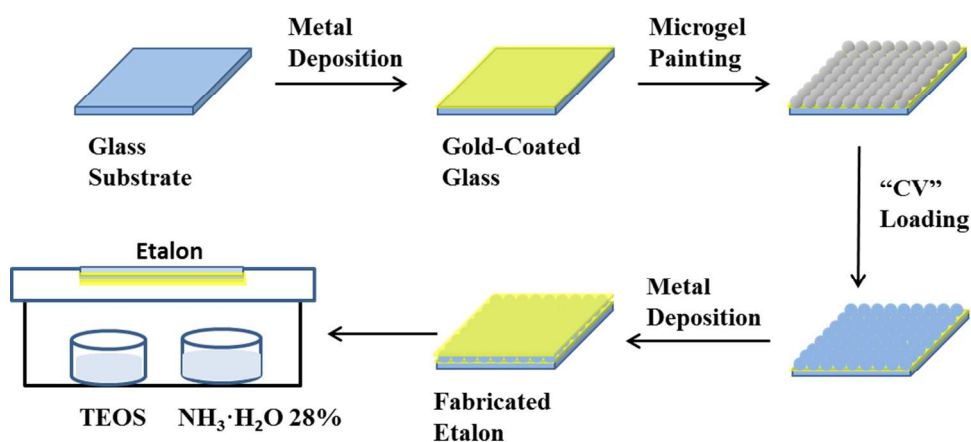 Metal
Deposition
Microgel
Painting
Glass
Substrate
Gold-Coated
Glass
“CV”
Loading
Metal
Deposition
Fabricated
Etalon
Etalon
TEOS
NH₃·H₂O 28%